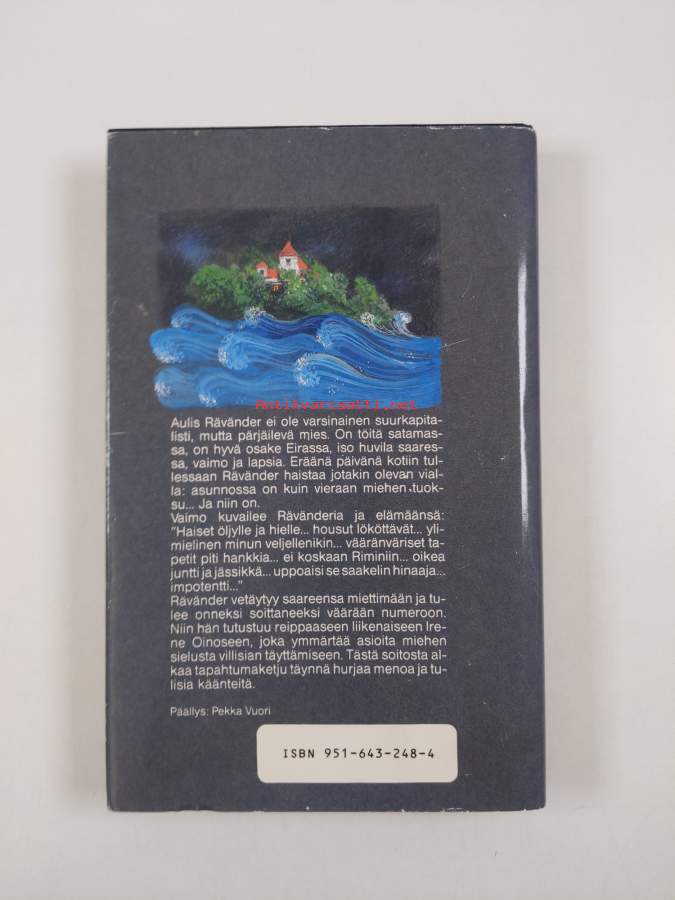 Antikvarisatti.net
Aulis Rävänder ei ole varsinainen suurkapita-
listi, mutta pärjäilevä mies. On töitä satamas-
sa, on hyvä osake Eirassa, iso huvila saares-
sa, vaimo ja lapsia. Eräänä päivänä kotiin tul-
lessaan Rävänder haistaa jotakin olevan vial-
la: asunnossa on kuin vieraan miehen tuok-
su... Ja niin on.
Vaimo kuvailee Rävänderia ja elämäänsä:
"Haiset öljylle ja hielle... housut lököttävät... yli-
mielinen minun veljellenikin... vääränväriset ta-
petit piti hankkia... ei koskaan Riminiin... oikea
juntti ja jässikkä... uppoaisi se saakelin hinaaja...
impotentti..."
Rävänder vetäytyy saareensa miettimään ja tu-
lee onneksi soittaneeksi väärään numeroon.
Niin hän tutustuu reippaaseen liikenaiseen Ire-
ne Oinoseen, joka ymmärtää asioita miehen
sielusta villisian täyttämiseen. Tästä soitosta al-
kaa tapahtumaketju täynnä hurjaa menoa ja tu-
lisia käänteitä.
Päällys: Pekka Vuori
ISBN 951-643-248-4